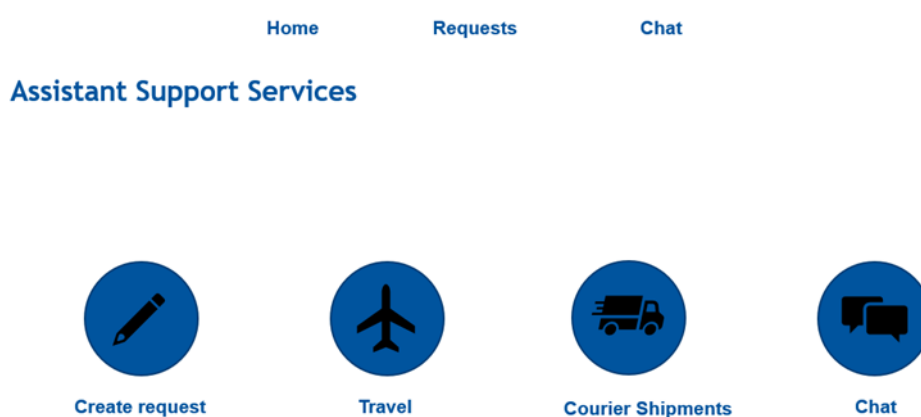 Home Requests Chat
Assistant Support Services
Create request Travel Courier Shipments Chat